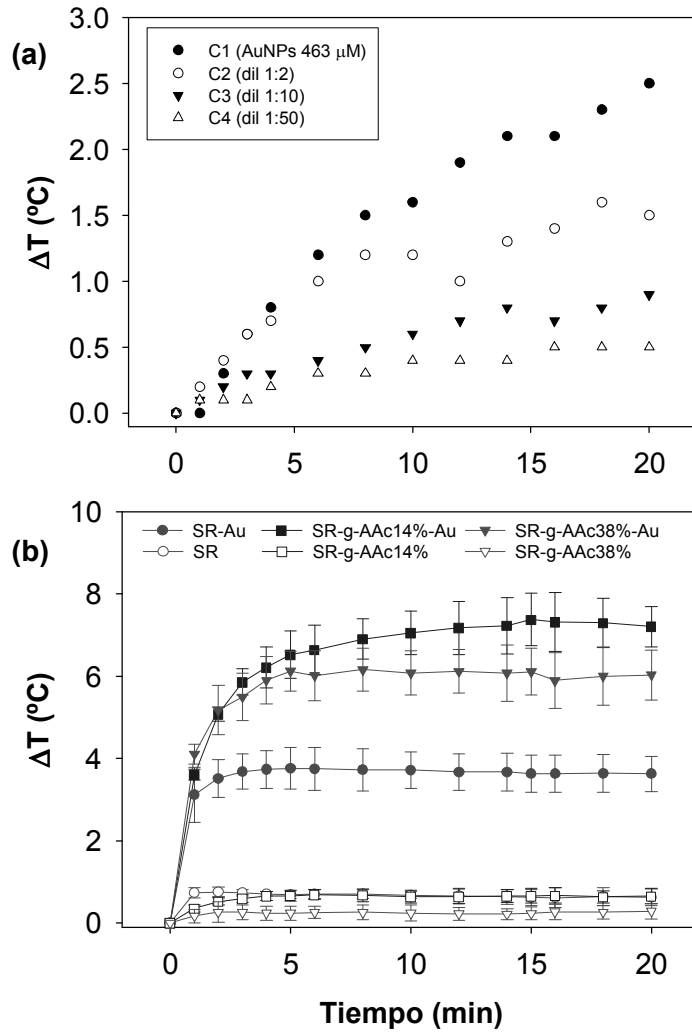 (a)
3.0
2.5
2.0
1.5
1.0
0.5
0.0
ΔT (ºC)
C1 (AuNPs 463 μM)
C2 (dil 1:2)
C3 (dil 1:10)
C4 (dil 1:50)
0 5 10 15 20
(b)
10
8
6
4
2
0
ΔT (ºC)
SR-Au SR-g-AAc14%-Au SR-g-AAc38%-Au
SR SR-g-AAc14% SR-g-AAc38%
0 5 10 15 20
Tiempo (min)